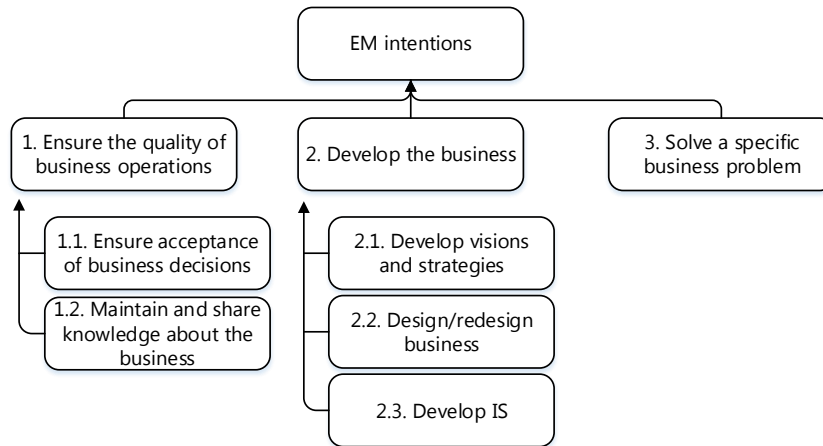 EM intentions
1. Ensure the quality of
business operations
2. Develop the business
3. Solve a specific
business problem
1.1. Ensure acceptance
of business decisions
1.2. Maintain and share
knowledge about the
business
2.1. Develop visions
and strategies
2.2. Design/redesign
business
2.3. Develop IS